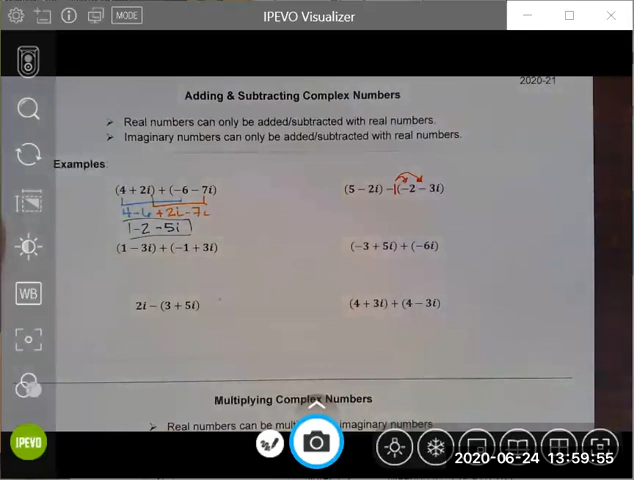 IPEVO Visualizer
MODE
2020-21
Adding & Subtracting Complex Numbers
➢ Real numbers can only be added/subtracted with real numbers.
➢ Imaginary numbers can only be added/subtracted with real numbers.
Examples
(4 + 2i) + (−6 − 7i)
(5 − 2i) −1(−2 − 3i)
4-6 +2i-7i
-2 -5i
(1 − 3i) + (−1 + 3i)
(−3 + 5i) + (−6i)
WB
2i − (3 + 5i)
(4 + 3i) + (4 − 3i)
Multiplying Complex Numbers
➢ Real numbers can be imaginary numbers
IPEVO
2020-06-24 13:59:55